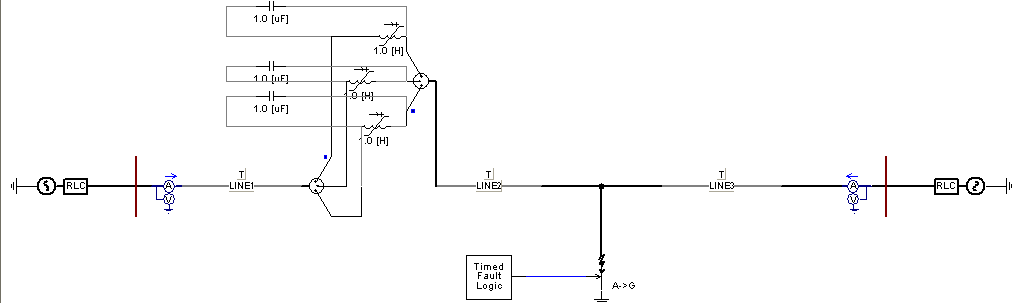 1.0 [uF]
1.0 [H]
1.0 [uF]
.0 [H]
1.0 [uF]
.0 [H]
RLC
A
V
T
LINE1
T
LINE2
T
LINE3
A
V
RLC
Timed
Fault
Logic
A->G